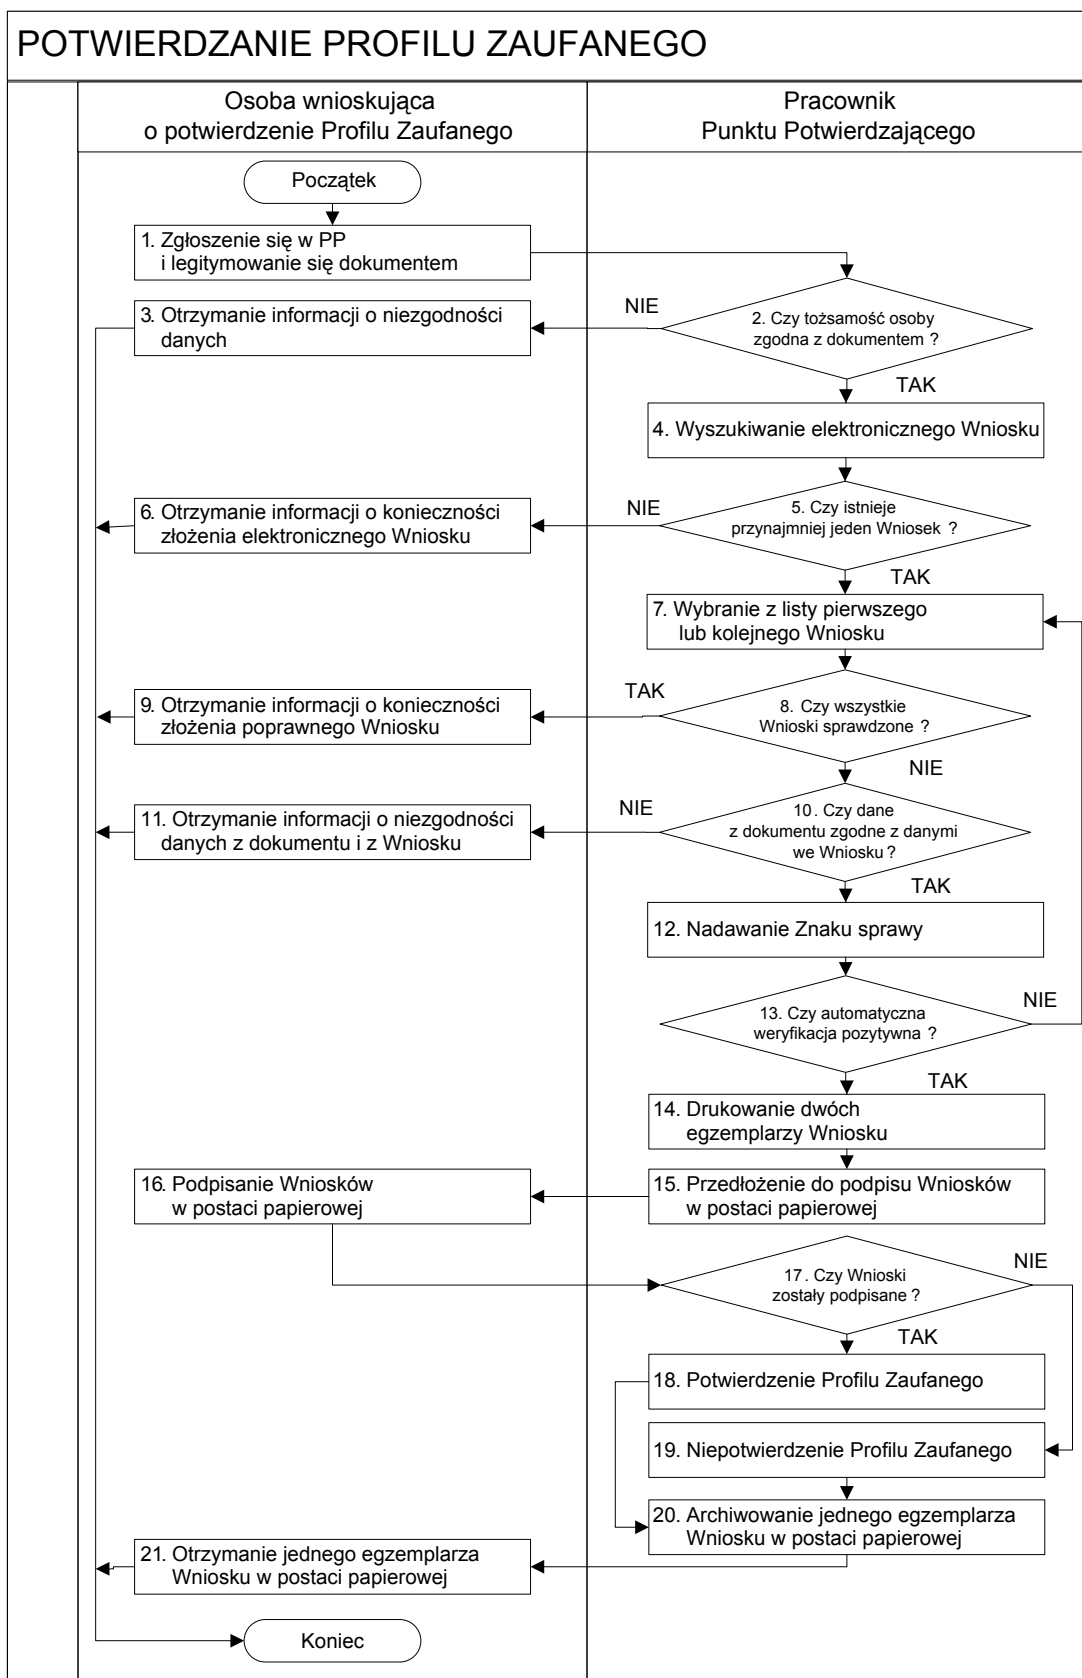 POTWIERDZANIE PROFILU ZAUFANEGO
Osoba wnioskująca
o potwierdzenie Profilu Zaufanego
Pracownik
Punktu Potwierdzającego
Początek
1. Zgłoszenie się w PP
i legitymowanie się dokumentem
2. Czy tożsamość osoby
zgodna z dokumentem ?
NIE
3. Otrzymanie informacji o niezgodności
danych
TAK
4. Wyszukiwanie elektronicznego Wniosku
5. Czy istnieje
przynajmniej jeden Wniosek ?
NIE
6. Otrzymanie informacji o konieczności
złożenia elektronicznego Wniosku
TAK
7. Wybranie z listy pierwszego
lub kolejnego Wniosku
8. Czy wszystkie
Wnioski sprawdzone ?
TAK
9. Otrzymanie informacji o konieczności
złożenia poprawnego Wniosku
NIE
10. Czy dane
z dokumentu zgodne z danymi
we Wniosku ?
NIE
11. Otrzymanie informacji o niezgodności
danych z dokumentu i z Wniosku
TAK
12. Nadawanie Znaku sprawy
13. Czy automatyczna
weryfikacja pozytywna ?
NIE
TAK
14. Drukowanie dwóch
egzemplarzy Wniosku
15. Przedłożenie do podpisu Wniosków
w postaci papierowej
16. Podpisanie Wniosków
w postaci papierowej
17. Czy Wnioski
zostały podpisane ?
NIE
TAK
18. Potwierdzenie Profilu Zaufanego
19. Niepotwierdzenie Profilu Zaufanego
20. Archiwowanie jednego egzemplarza
Wniosku w postaci papierowej
21. Otrzymanie jednego egzemplarza
Wniosku w postaci papierowej
Koniec